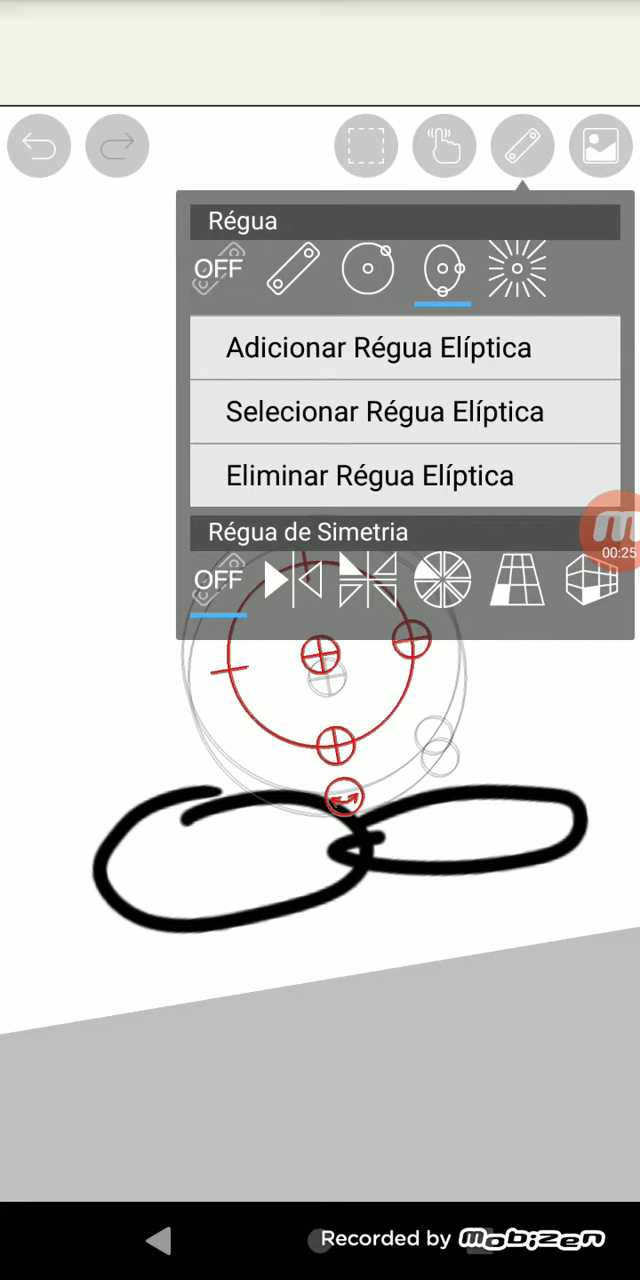 Régua
OFF
Adicionar Régua Elíptica
Selecionar Régua Elíptica
Eliminar Régua Elíptica
Régua de Simetria
OFF
00:25
Recorded by Mobizen